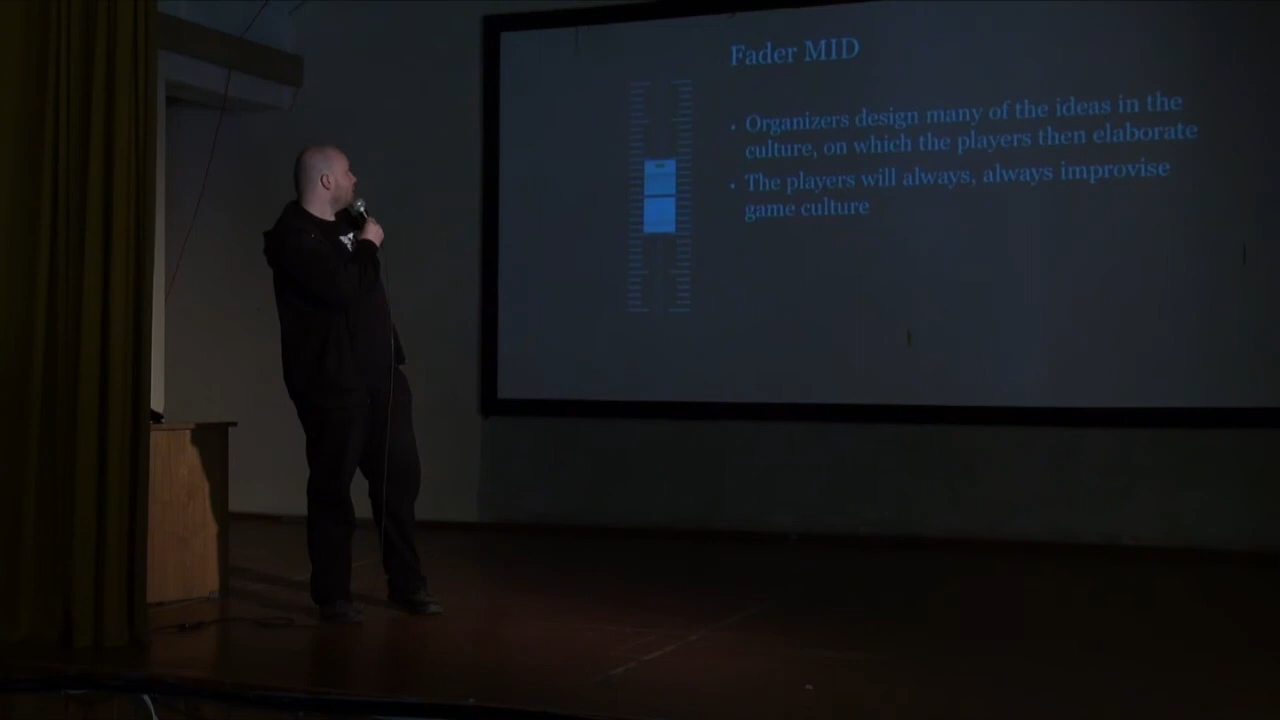 Fader MID
• Organizers design many of the ideas in the
culture, on which the players then elaborate
• The players will always, always improvise
game culture